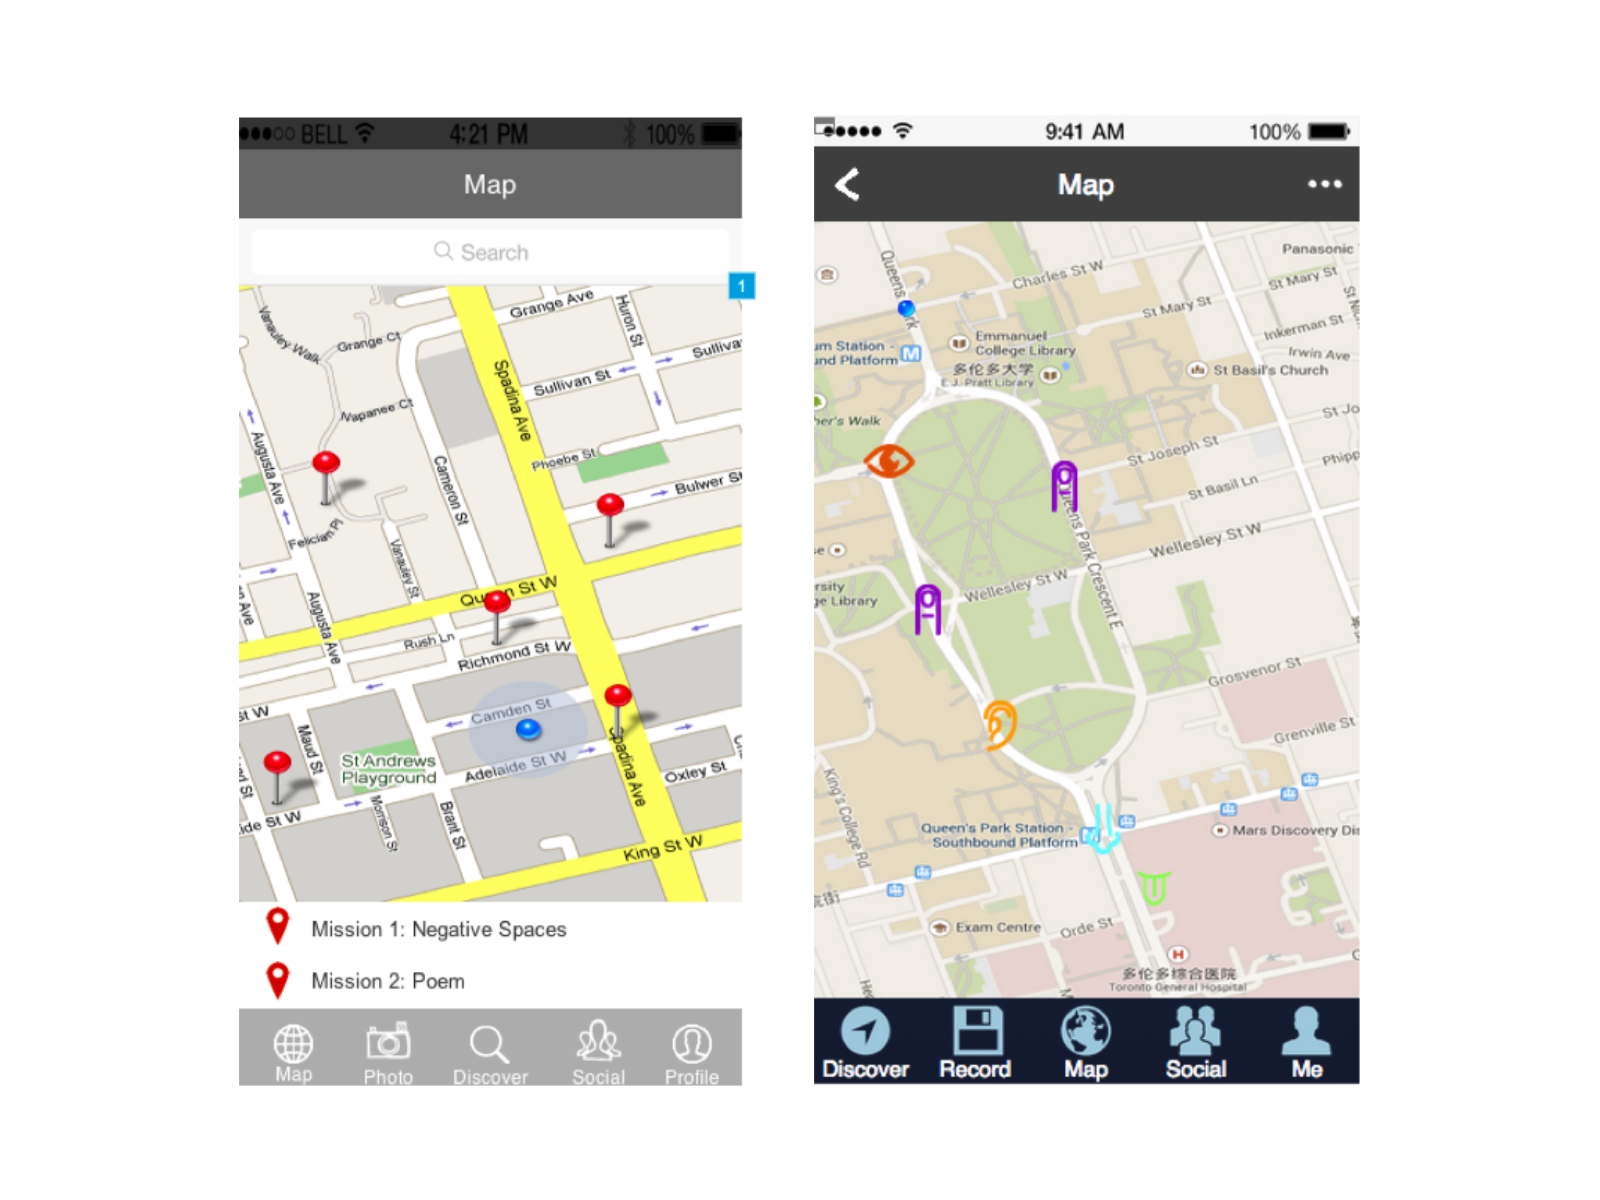 BELL 4:21 PM 100%
Map
Search
1
Grange Ave
Huron St
Vanauley Walk
Grange Ct
Sulliva
Spadina Ave
Sullivan St
Napanee Ct
Augusta Ave
Cameron St
Phoebe St
Bulwer St
Felician Pl
Vanauley St
Queen St W
n Ave
Augusta Ave
Rush Ln
Richmond St W
St W
Camden St
Maud St
St Andrews
Playground
Adelaide St W
Spadina Ave
Oxley St
ide St W
Morrison St
Brant St
King St W
Mission 1: Negative Spaces
Mission 2: Poem
Map Photo Discover Social Profile
9:41 AM 100%
Map
Panasonic
Queens Park
Charles St W
St Mary St
St Mary St
Inkerman St
Irwin Ave
um Station -
und Platform
Emmanuel
College Library
多伦多大学
E.J. Pratt Library
St Basil's Church
her's Walk
St Jo
St Joseph St
Phipp
St Basil Ln
Queens Park Crescent E
Wellesley St W
Wellesley St W
rsity
ge Library
Grosvenor St
Grenville St
King's College Rd
Queen's Park Station -
Southbound Platform
Mars Discovery Dis
Exam Centre
Orde St
H
多伦多综合医院
Toronto General Hospital
Discover Record Map Social Me